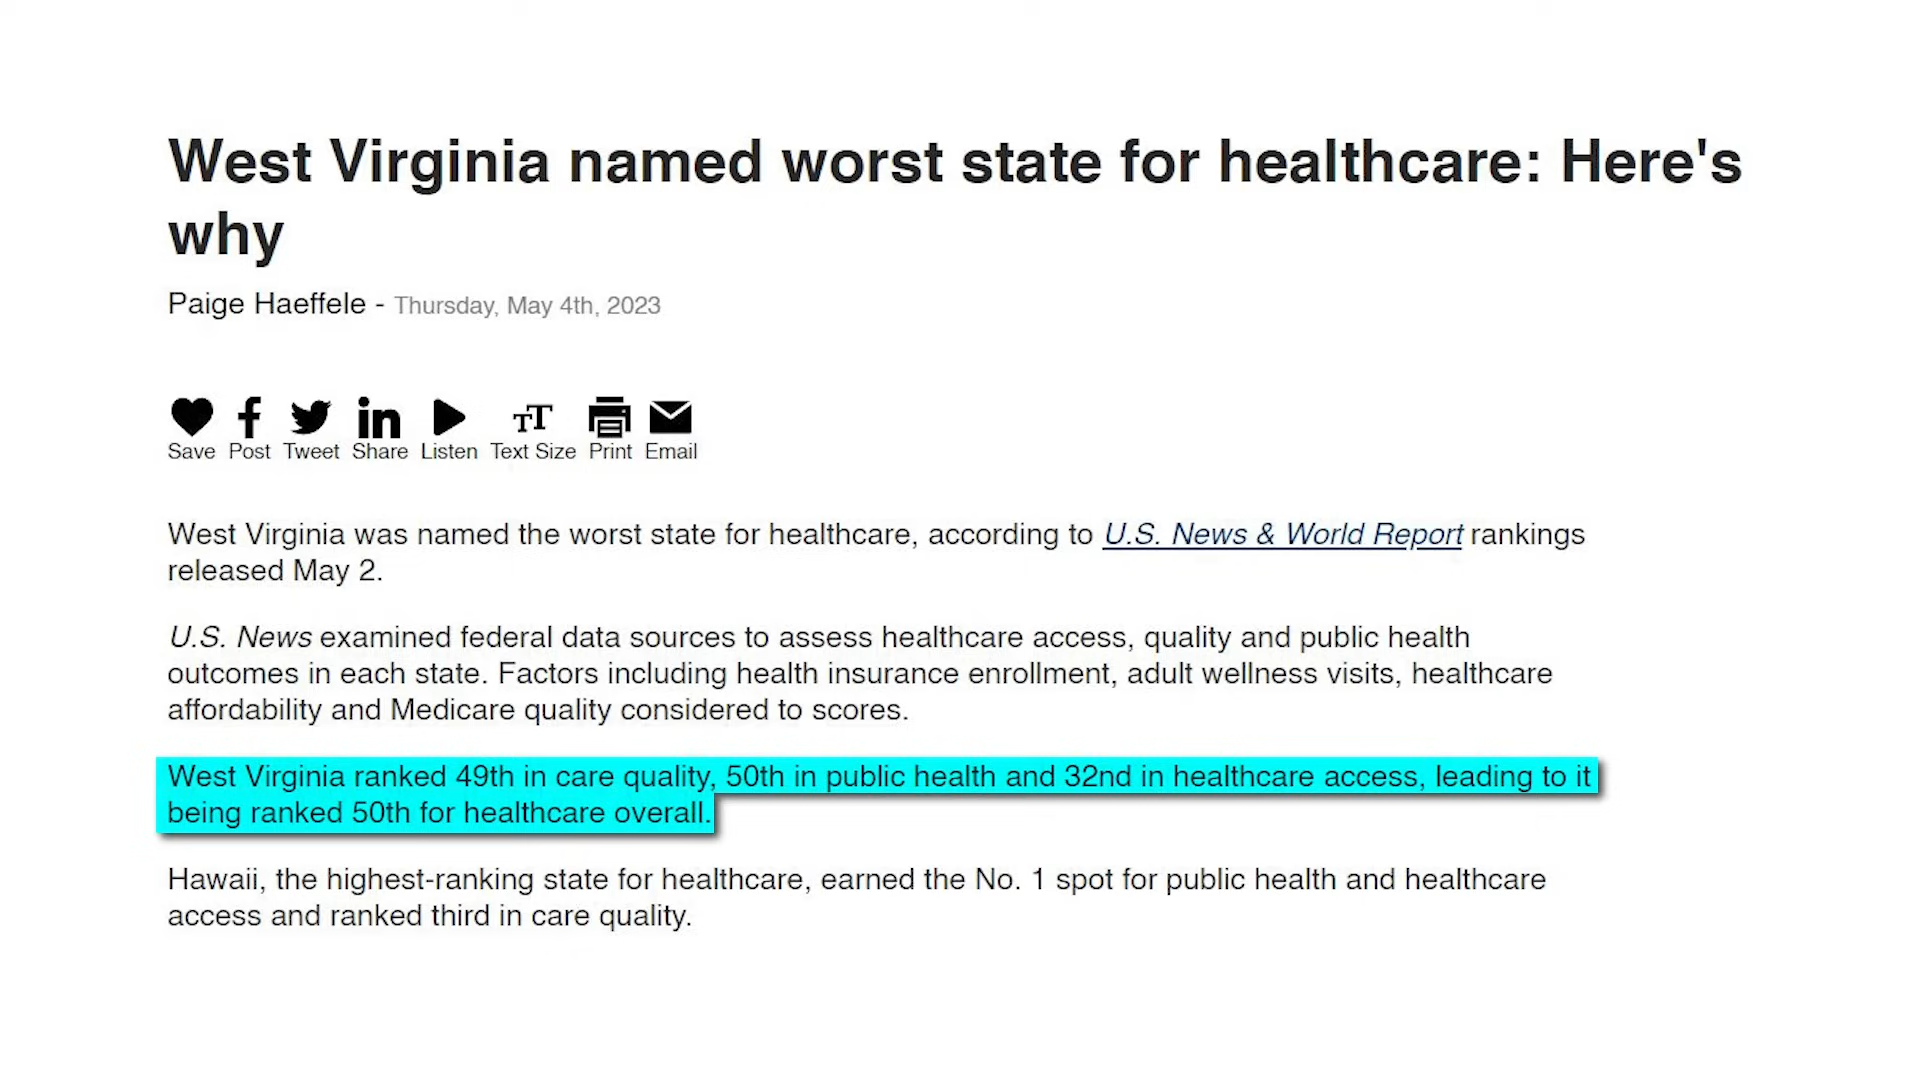 West Virginia named worst state for healthcare: Here's
why
Paige Haeffele - Thursday, May 4th, 2023
Save Post Tweet Share Listen Text Size Print Email
West Virginia was named the worst state for healthcare, according to U.S. News & World Report rankings
released May 2.
U.S. News examined federal data sources to assess healthcare access, quality and public health
outcomes in each state. Factors including health insurance enrollment, adult wellness visits, healthcare
affordability and Medicare quality considered to scores.
West Virginia ranked 49th in care quality, 50th in public health and 32nd in healthcare access, leading to it
being ranked 50th for healthcare overall.
Hawaii, the highest-ranking state for healthcare, earned the No. 1 spot for public health and healthcare
access and ranked third in care quality.